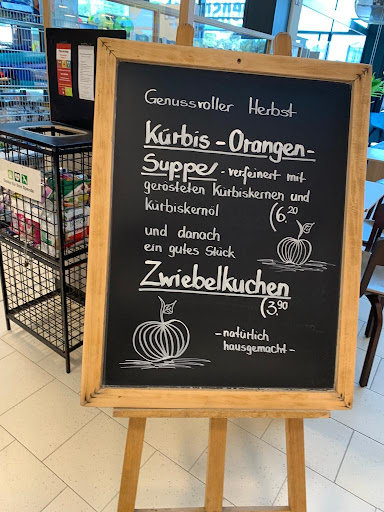 Genussvoller Herbst
Kürbis-Orangen-
Suppe - verfeinert mit
gerösteten Kürbiskernen und
kürbiskernöl
(6.20
und danach
ein gutes Stück
Zwiebelkuchen
(3.90
- natürlich
hausgemacht -